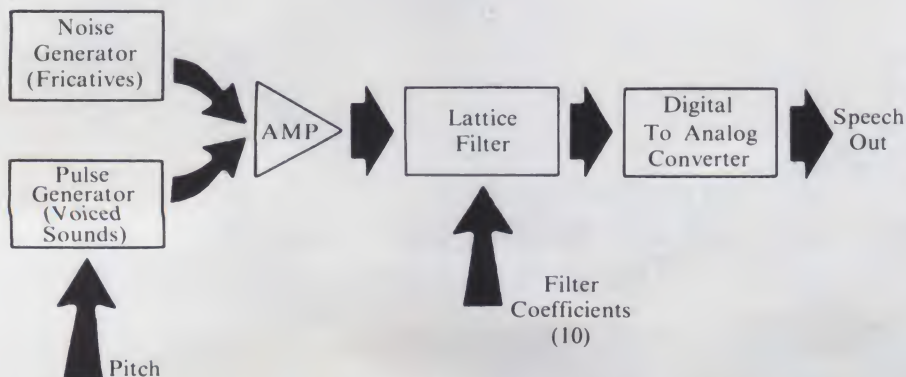 Noise
Generator
(Fricatives)
Pulse
Generator
(Voiced
Sounds)
Pitch
AMP
Lattice
Filter
Filter
Coefficients
(10)
Digital
To Analog
Converter
Speech
Out